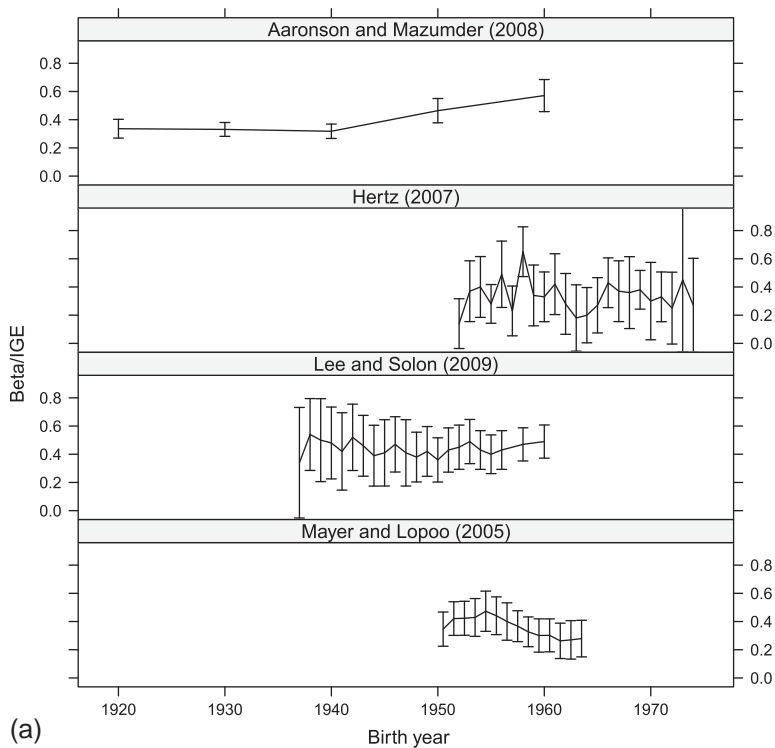 Aaronson and Mazumder (2008)
0.8
0.6
0.4
0.2
0.0
Hertz (2007)
0.8
0.6
0.4
0.2
0.0
Lee and Solon (2009)
0.8
0.6
0.4
0.2
0.0
Mayer and Lopoo (2005)
0.8
0.6
0.4
0.2
0.0
Beta/IGE
1920 1930 1940 1950 1960 1970
Birth year
(a)